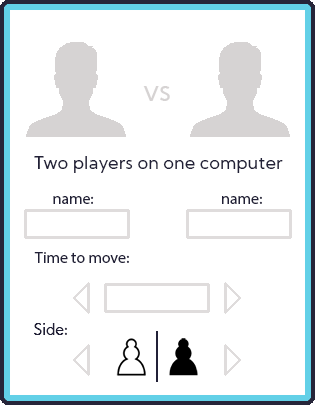 vs
Two players on one computer
name: name:
Time to move:
Side: